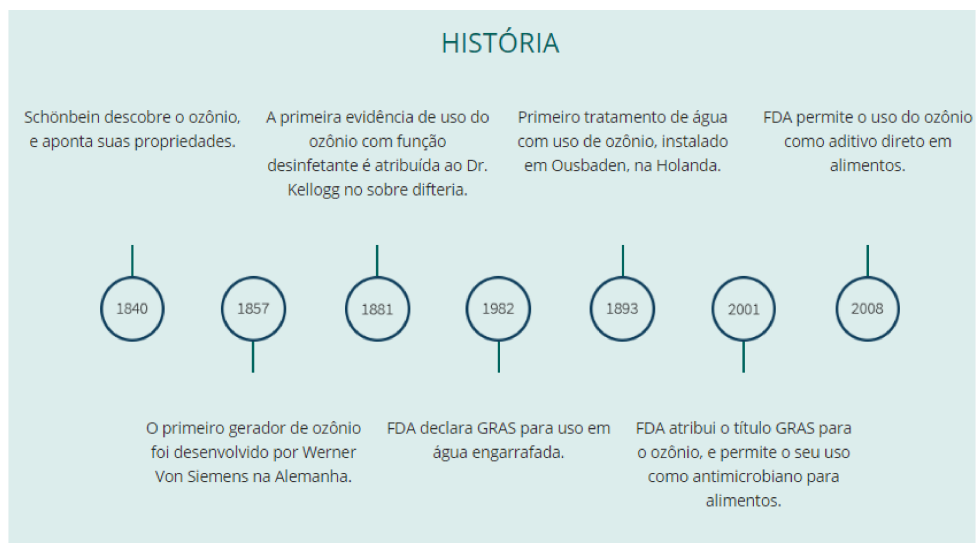 HISTÓRIA
Schönbein descobre o ozônio,
e aponta suas propriedades.
A primeira evidência de uso do
ozônio com função
desinfetante é atribuída ao Dr.
Kellogg no sobre difteria.
Primeiro tratamento de água
com uso de ozônio, instalado
em Ousbaden, na Holanda.
FDA permite o uso do ozônio
como aditivo direto em
alimentos.
1840
1857
1881
1982
1893
2001
2008
O primeiro gerador de ozônio
foi desenvolvido por Werner
Von Siemens na Alemanha.
FDA declara GRAS para uso em
água engarrafada.
FDA atribui o título GRAS para
o ozônio, e permite o seu uso
como antimicrobiano para
alimentos.